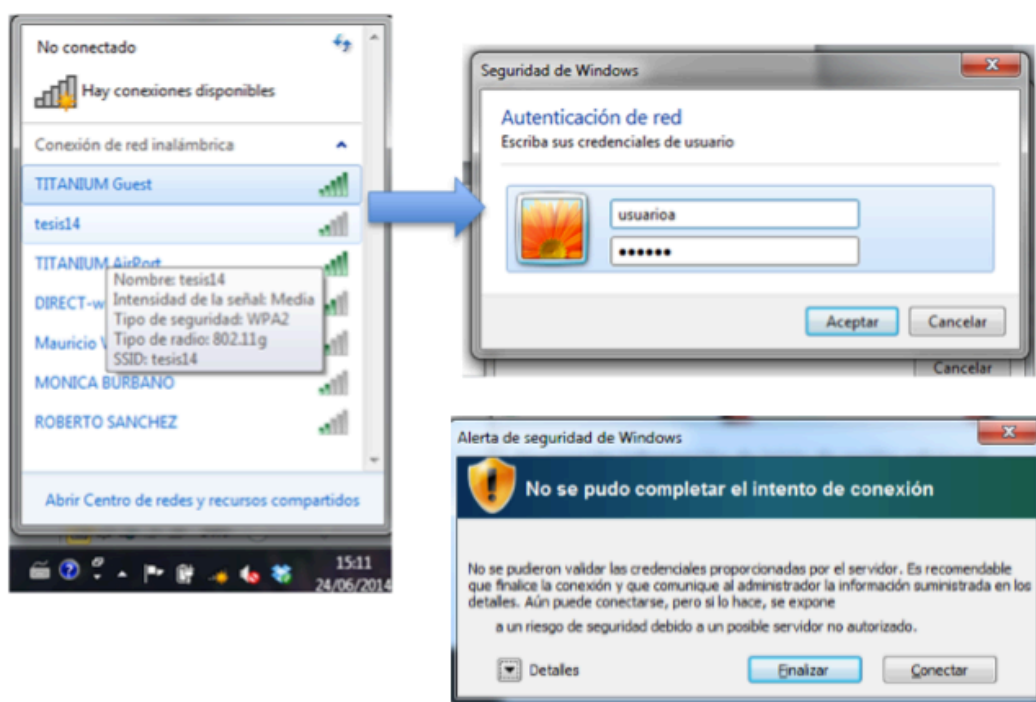 No conectado
Hay conexiones disponibles
Conexión de red inalámbrica
TITANIUM Guest
tesis14
TITANIUM AirPort
DIRECT-w
Mauricio V
MONICA BURBANO
ROBERTO SANCHEZ
Nombre: tesis14
Intensidad de la señal: Media
Tipo de seguridad: WPA2
Tipo de radio: 802.11g
SSID: tesis14
Abrir Centro de redes y recursos compartidos
15:11
24/06/2014
Seguridad de Windows
Autenticación de red
Escriba sus credenciales de usuario
usuarioa
••••••
Aceptar
Cancelar
Cancelar
Alerta de seguridad de Windows
No se pudo completar el intento de conexión
No se pudieron validar las credenciales proporcionadas por el servidor. Es recomendable
que finalice la conexión y que comunique al administrador la información suministrada en los
detalles. Aún puede conectarse, pero si lo hace, se expone
a un riesgo de seguridad debido a un posible servidor no autorizado.
Detalles
Finalizar
Conectar